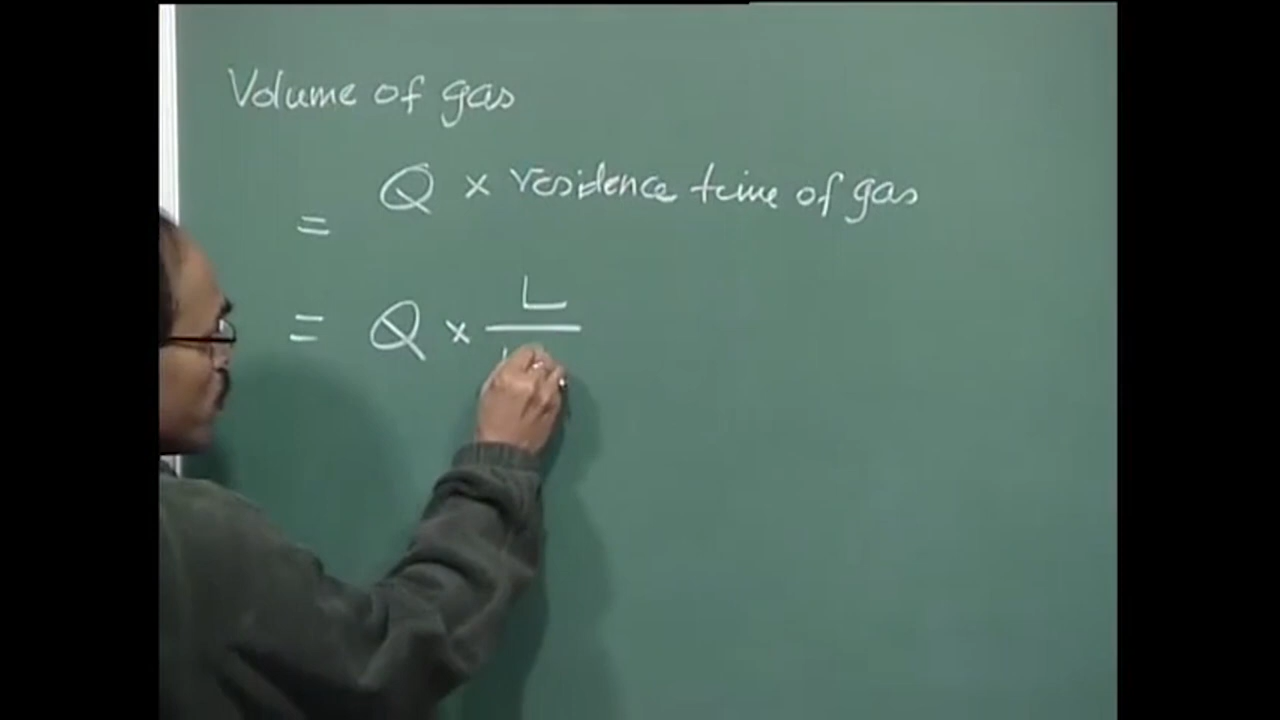 Volume of gas
= Q × residence time of gas
= Q × L